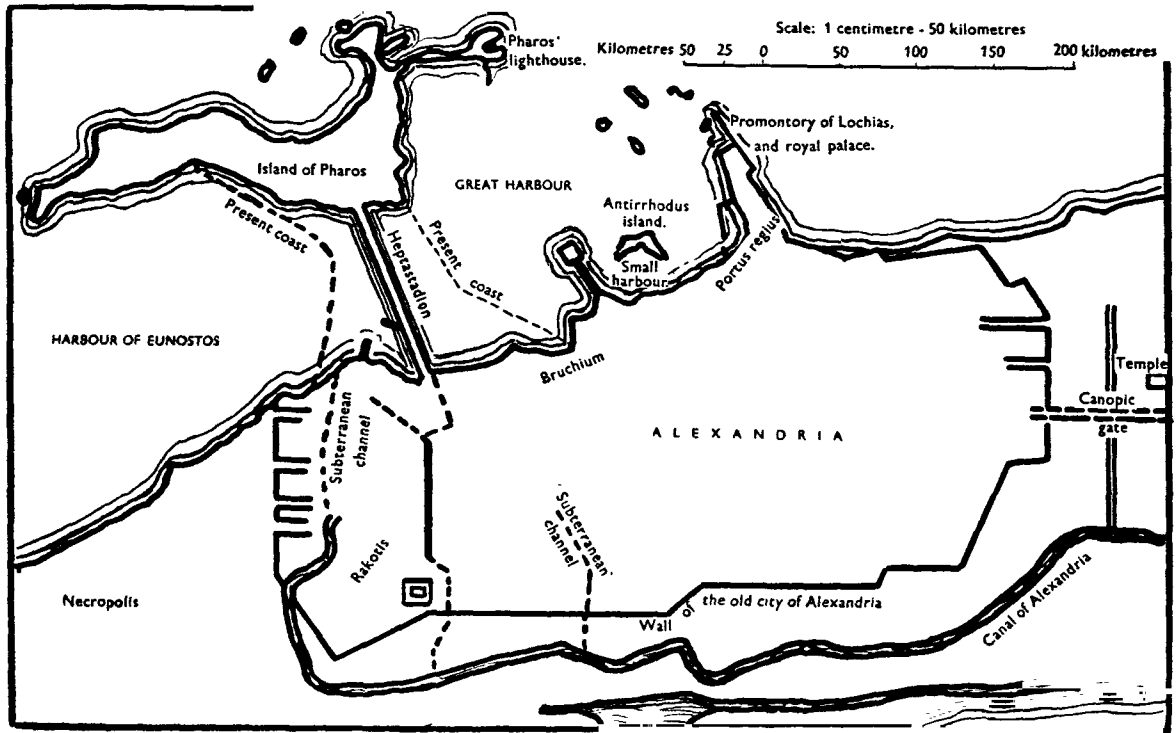 Scale: 1 centimetre - 50 kilometres
Kilometres 50 25 0 50 100 150 200 kilometres
Pharos'
lighthouse.
Promontory of Lochias,
and royal palace.
Island of Pharos
GREAT HARBOUR
Antirrhodus
island.
Small
harbour
Portus regius
Present coast
Heptastadion
Present
coast
HARBOUR OF EUNOSTOS
Bruchium
Temple
Canopic
gate
ALEXANDRIA
Subterranean
channel
Subterranean
channel
Rakotis
Necropolis
Wall of the old city of Alexandria
Canal of Alexandria